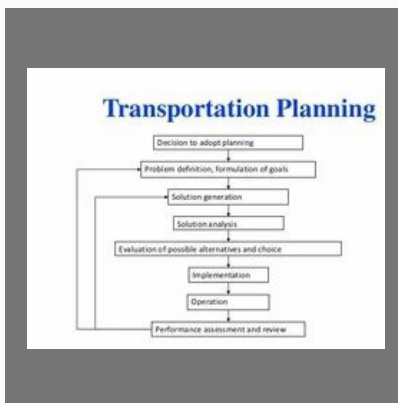 Transportation Planning
Decision to adopt planning
Problem definition, formulation of goals
Solution generation
Solution analysis
Evaluation of possible alternatives and choice
Implementation
Operation
Performance assessment and review